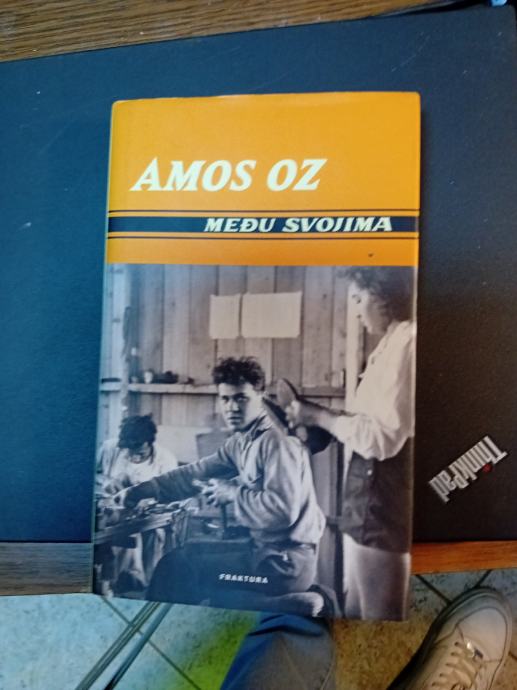 AMOS OZ
MEĐU SVOJIMA
ThinkPad
FRAKTURA